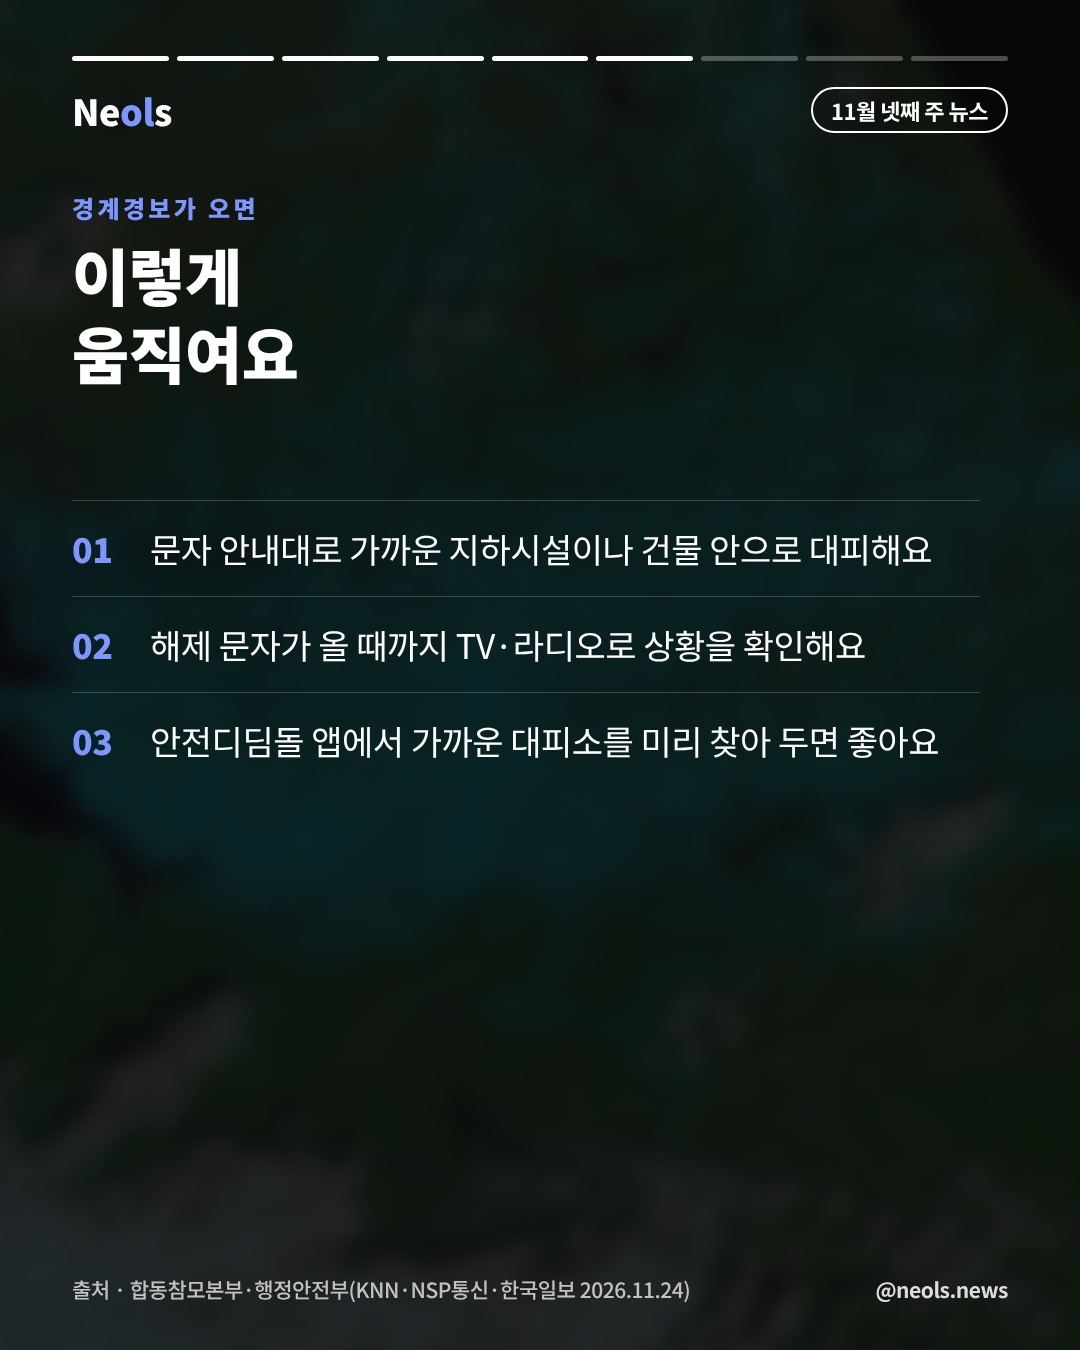 Neols
11월 넷째 주 뉴스
경계경보가 오면
이렇게
움직여요
01 문자 안내대로 가까운 지하시설이나 건물 안으로 대피해요
02 해제 문자가 올 때까지 TV·라디오로 상황을 확인해요
03 안전디딤돌 앱에서 가까운 대피소를 미리 찾아 두면 좋아요
출처 · 합동참모본부·행정안전부(KNN·NSP통신·한국일보 2026.11.24)
@neols.news